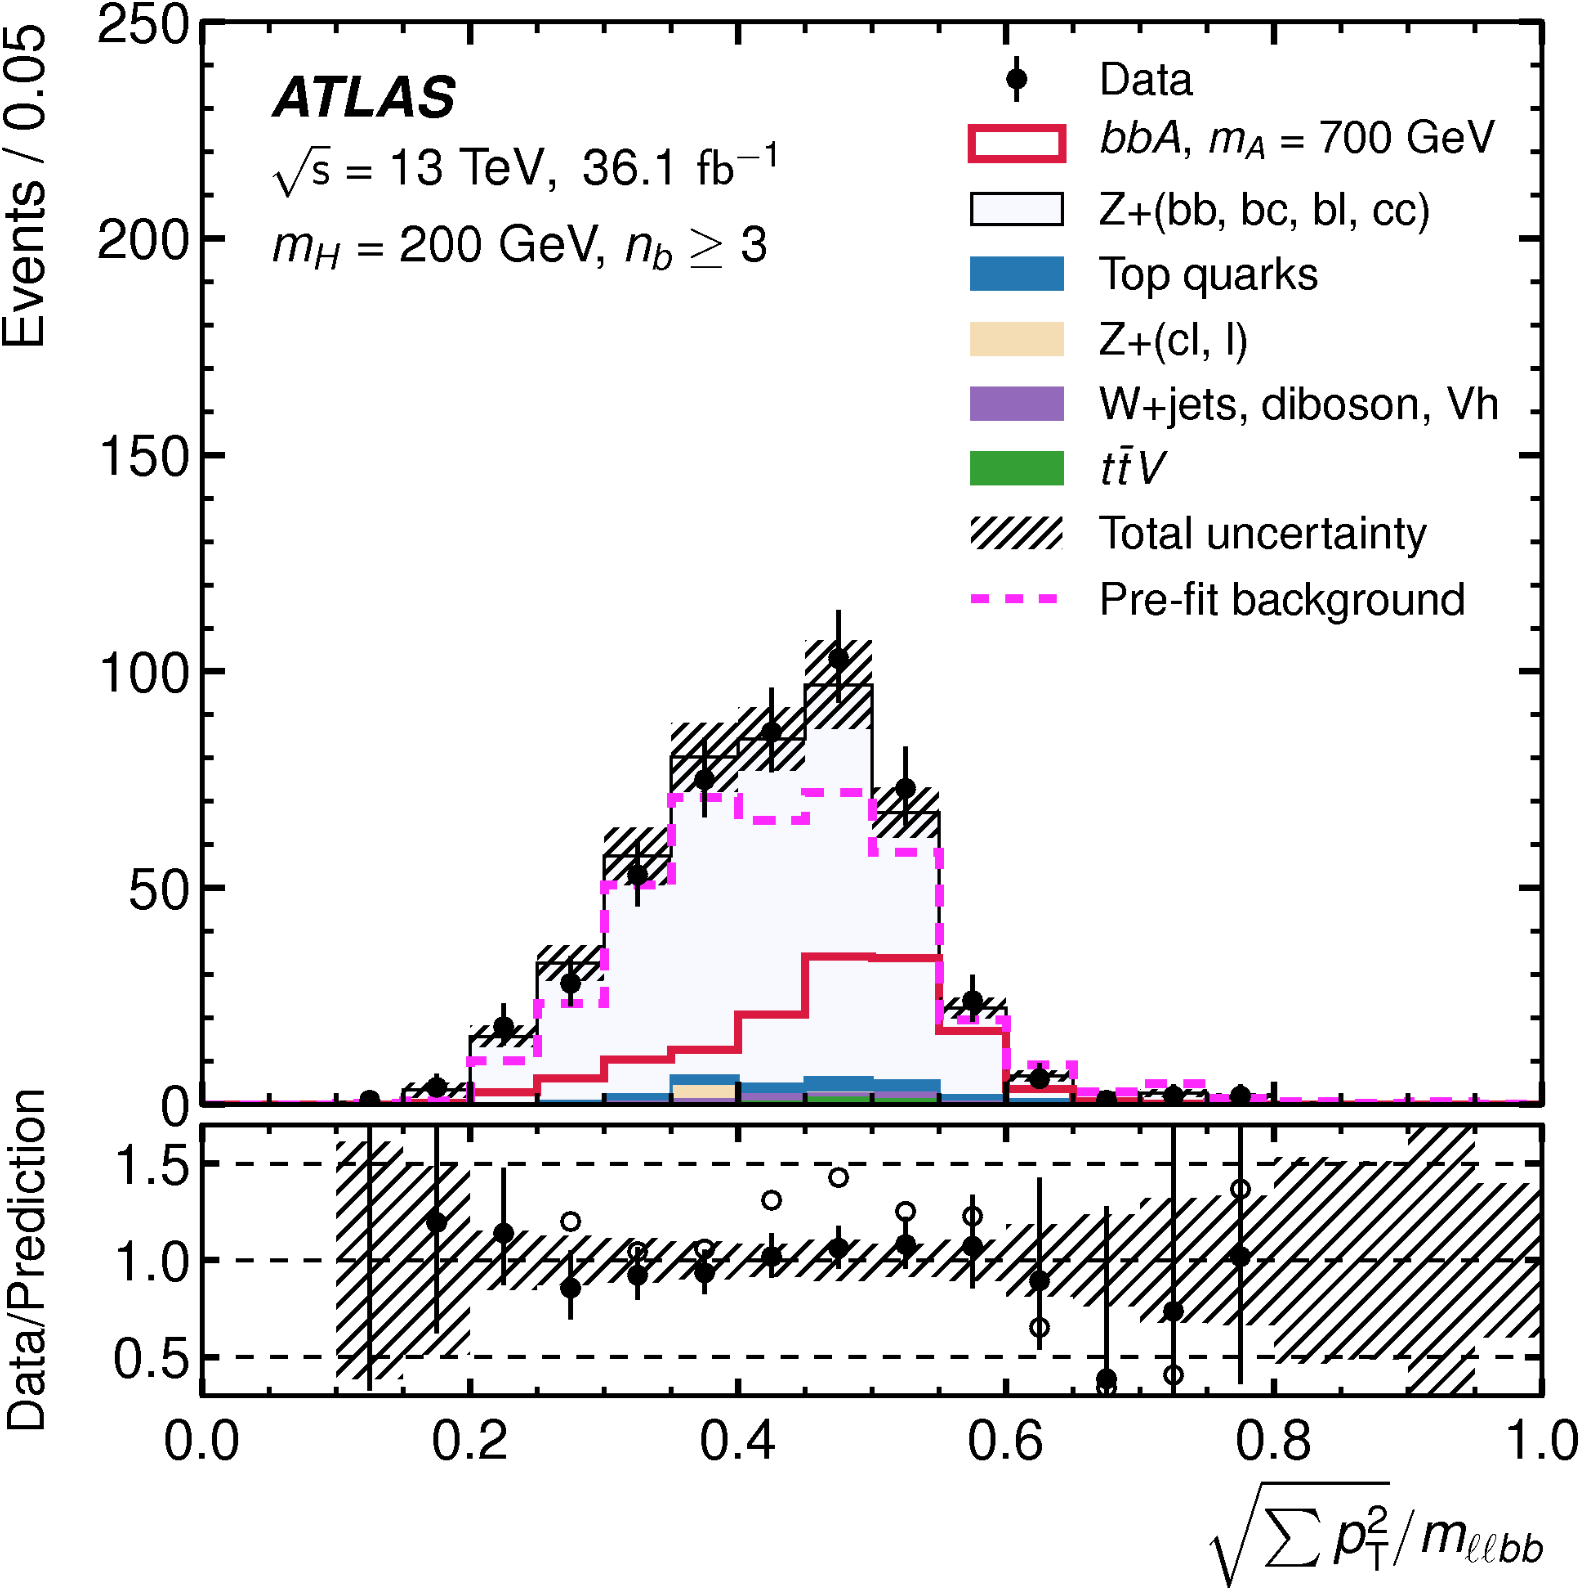 Events / 0.05
250
200
150
100
50
0
ATLAS
√s = 13 TeV, 36.1 fb⁻¹
m_H = 200 GeV, n_b ≥ 3
Data
bbA, m_A = 700 GeV
Z+(bb, bc, bl, cc)
Top quarks
Z+(cl, l)
W+jets, diboson, Vh
tt̄V
Total uncertainty
Pre-fit background
Data/Prediction
1.5
1.0
0.5
0.0 0.2 0.4 0.6 0.8 1.0
√∑ p_T^2 / m_ℓℓbb